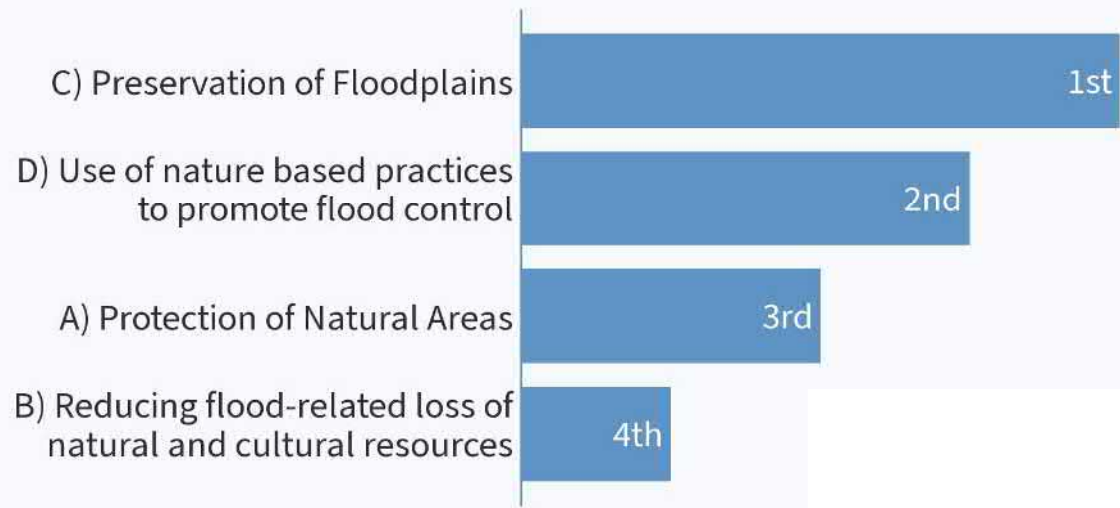 C) Preservation of Floodplains
1st
D) Use of nature based practices
to promote flood control
2nd
A) Protection of Natural Areas
3rd
B) Reducing flood-related loss of
natural and cultural resources
4th